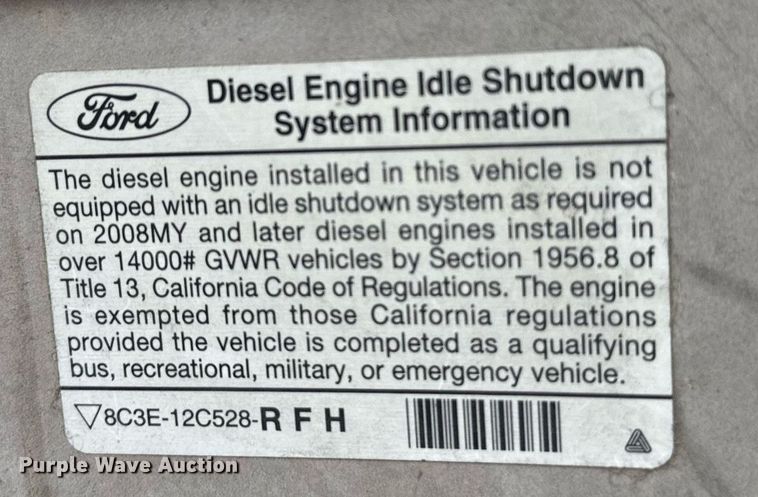 Ford
Diesel Engine Idle Shutdown
System Information
The diesel engine installed in this vehicle is not
equipped with an idle shutdown system as required
on 2008MY and later diesel engines installed in
over 14000# GVWR vehicles by Section 1956.8 of
Title 13, California Code of Regulations. The engine
is exempted from those California regulations
provided the vehicle is completed as a qualifying
bus, recreational, military, or emergency vehicle.
8C3E-12C528-R F H
Purple Wave Auction